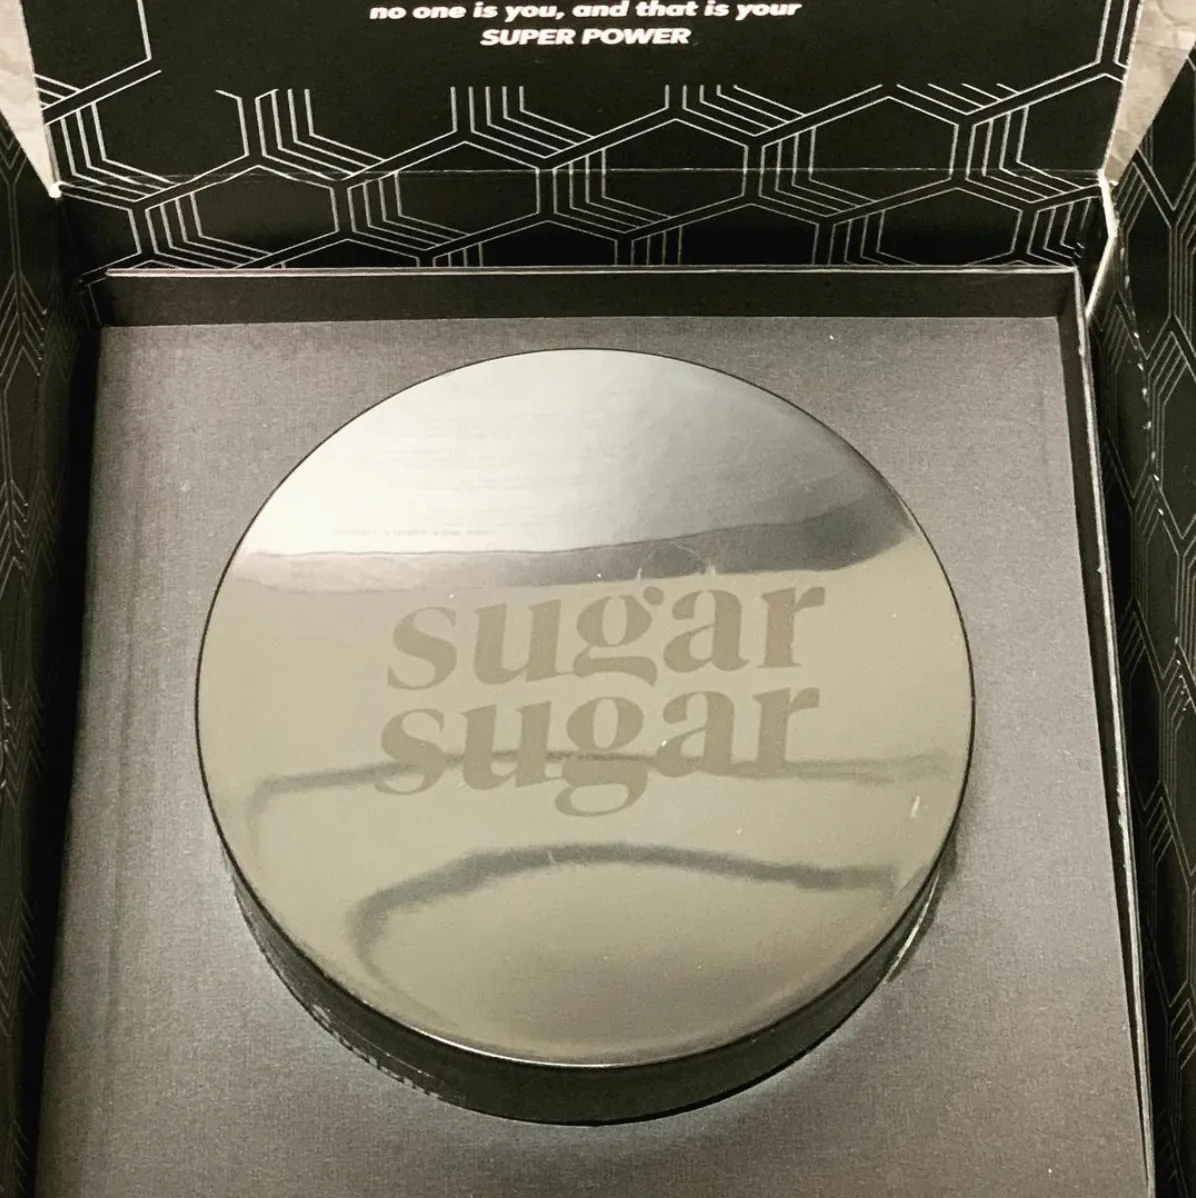 no one is you, and that is your
SUPER POWER
sugar
sugar